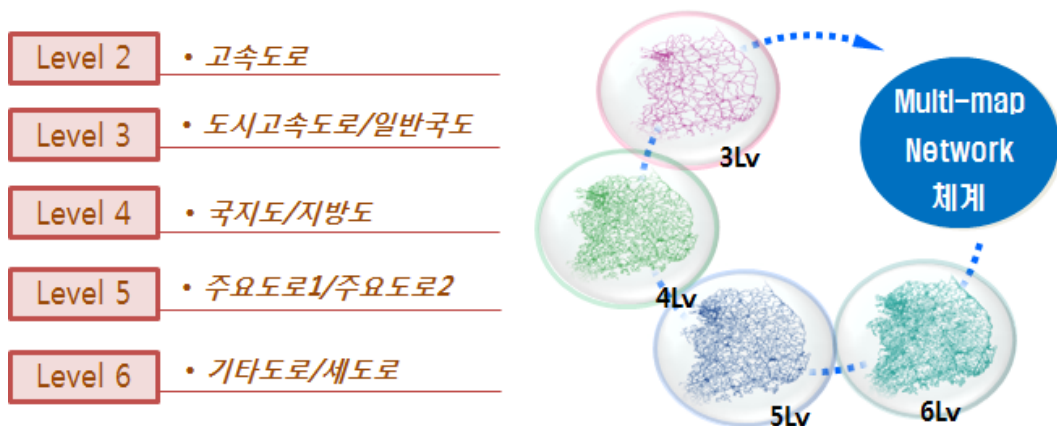 Level 2
• 고속도로
Level 3
• 도시고속도로/일반국도
Level 4
• 국지도/지방도
Level 5
• 주요도로1/주요도로2
Level 6
• 기타도로/세도로
3Lv
4Lv
5Lv
6Lv
Multi-map
Network
체계